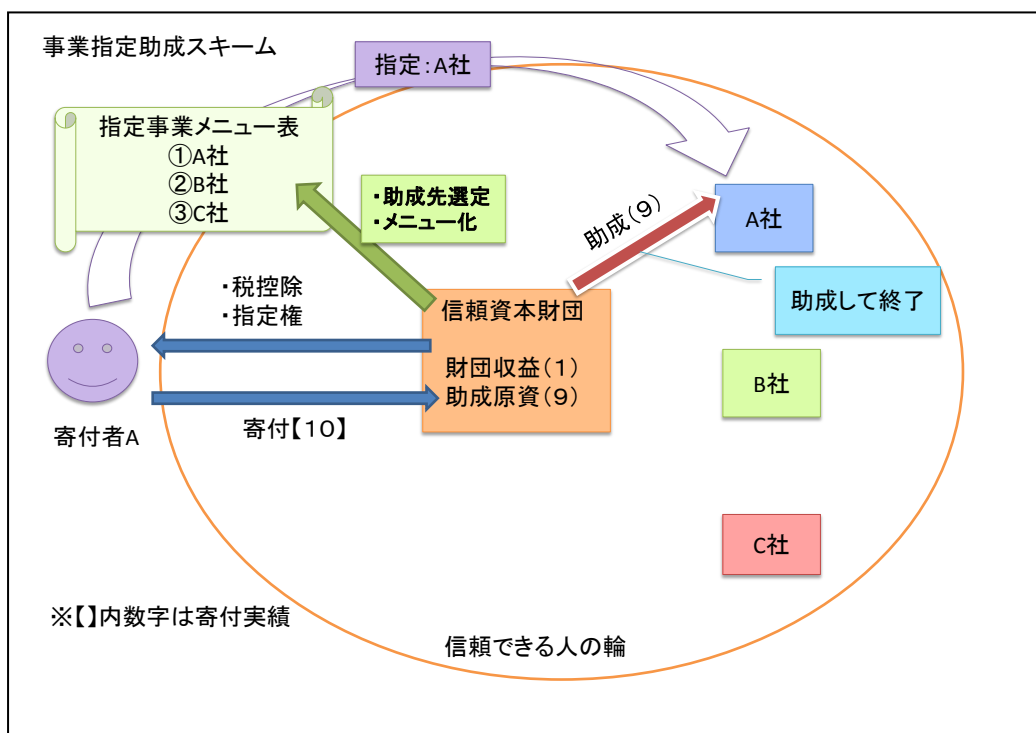 事業指定助成スキーム
指定:A社
指定事業メニュー表
①A社
②B社
③C社
・助成先選定
・メニュー化
助成(9)
A社
・税控除
・指定権
信頼資本財団
助成して終了
財団収益(1)
助成原資(9)
B社
寄付者A
寄付【10】
C社
※【】内数字は寄付実績
信頼できる人の輪